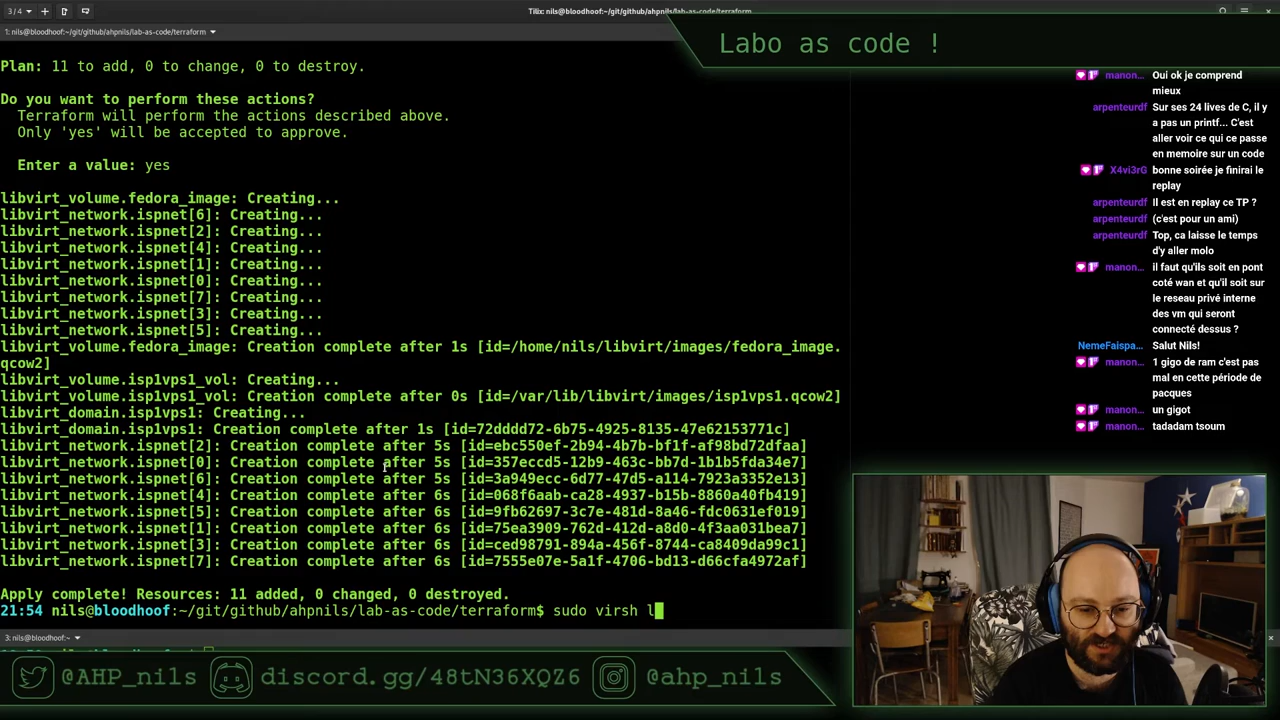 3/4
Tilix: nils@bloodhoof:~/git/github/ahpnils/lab-as-code/terraform
1: nils@bloodhoof:~/git/github/ahpnils/lab-as-code/terraform
Labo as code !
Plan: 11 to add, 0 to change, 0 to destroy.
Do you want to perform these actions?
Terraform will perform the actions described above.
Only 'yes' will be accepted to approve.
Enter a value: yes
libvirt_volume.fedora_image: Creating...
libvirt_network.ispnet[6]: Creating...
libvirt_network.ispnet[2]: Creating...
libvirt_network.ispnet[4]: Creating...
libvirt_network.ispnet[1]: Creating...
libvirt_network.ispnet[0]: Creating...
libvirt_network.ispnet[7]: Creating...
libvirt_network.ispnet[3]: Creating...
libvirt_network.ispnet[5]: Creating...
libvirt_volume.fedora_image: Creation complete after 1s [id=/home/nils/libvirt/images/fedora_image.
qcow2]
libvirt_volume.isp1vps1_vol: Creating...
libvirt_volume.isp1vps1_vol: Creation complete after 0s [id=/var/lib/libvirt/images/isp1vps1.qcow2]
libvirt_domain.isp1vps1: Creating...
libvirt_domain.isp1vps1: Creation complete after 1s [id=72dddd72-6b75-4925-8135-47e62153771c]
libvirt_network.ispnet[2]: Creation complete after 5s [id=ebc550ef-2b94-4b7b-bf1f-af98bd72dfaa]
libvirt_network.ispnet[0]: Creation complete after 5s [id=357eccd5-12b9-463c-bb7d-1b1b5fda34e7]
libvirt_network.ispnet[6]: Creation complete after 5s [id=3a949ecc-6d77-47d5-a114-7923a3352e13]
libvirt_network.ispnet[4]: Creation complete after 6s [id=068f6aab-ca28-4937-b15b-8860a40fb419]
libvirt_network.ispnet[5]: Creation complete after 6s [id=9fb62697-3c7e-481d-8a46-fdc0631ef019]
libvirt_network.ispnet[1]: Creation complete after 6s [id=75ea3909-762d-412d-a8d0-4f3aa031bea7]
libvirt_network.ispnet[3]: Creation complete after 6s [id=ced98791-894a-456f-8744-ca8409da99c1]
libvirt_network.ispnet[7]: Creation complete after 6s [id=7555e07e-5a1f-4706-bd13-d66cfa4972af]
Apply complete! Resources: 11 added, 0 changed, 0 destroyed.
21:54 nils@bloodhoof:~/git/github/ahpnils/lab-as-code/terraform$ sudo virsh l
3: nils@bloodhoof:~
manon... Oui ok je comprend
mieux
arpenteurdf Sur ses 24 lives de C, il y
a pas un printf... C'est
aller voir ce qui ce passe
en memoire sur un code
X4vi3rG bonne soirée je finirai le
replay
arpenteurdf Il est en replay ce TP ?
arpenteurdf (c'est pour un ami)
arpenteurdf Top, ca laisse le temps
d'y aller molo
manon... il faut qu'ils soit en pont
coté wan et qu'il soit sur
le reseau privé interne
des vm qui seront
connecté dessus ?
NemeFaispa... Salut Nils!
manon... 1 gigo de ram c'est pas
mal en cette période de
pacques
manon... un gigot
manon... tadadam tsoum
@AHP_nils
discord.gg/48tN36XQZ6
@ahp_nils